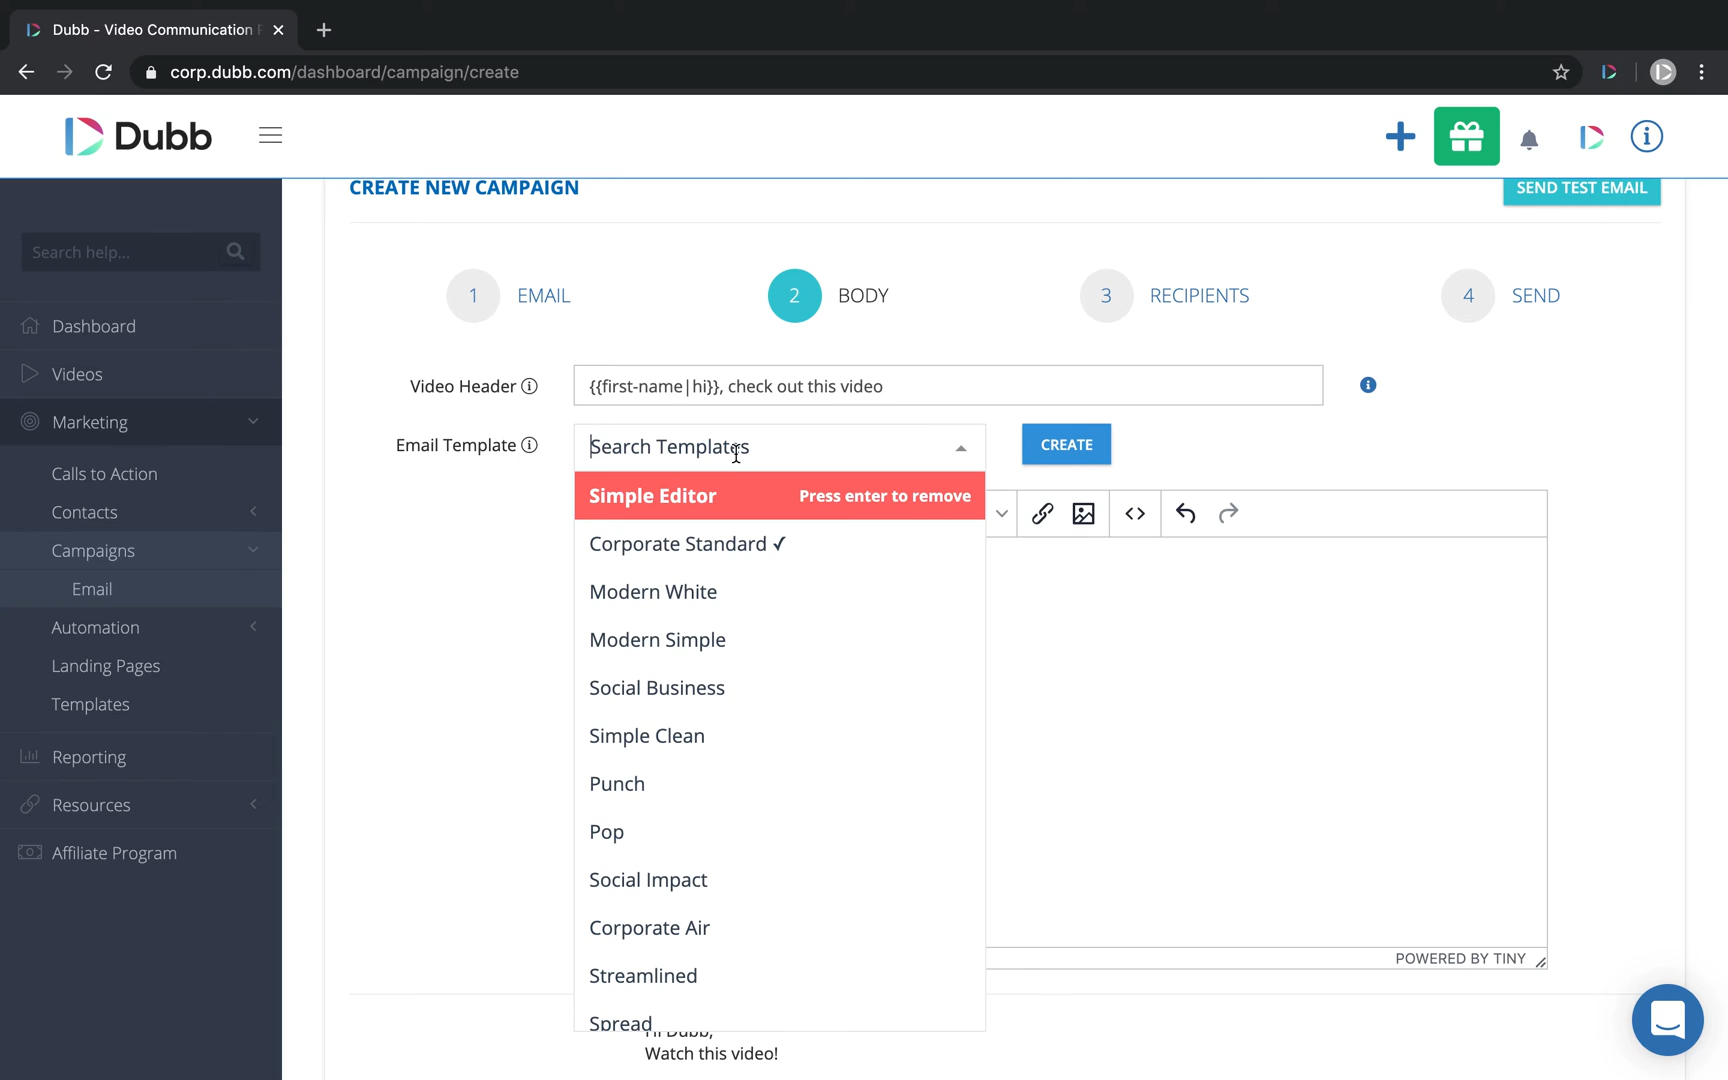 Dubb - Video Communication
corp.dubb.com/dashboard/campaign/create
Dubb
CREATE NEW CAMPAIGN
SEND TEST EMAIL
Search help...
Dashboard
Videos
Marketing
Calls to Action
Contacts
Campaigns
Email
Automation
Landing Pages
Templates
Reporting
Resources
Affiliate Program
1 EMAIL
2 BODY
3 RECIPIENTS
4 SEND
Video Header
{{first-name|hi}}, check out this video
Email Template
Search Templates
CREATE
Simple Editor Press enter to remove
Corporate Standard ✓
Modern White
Modern Simple
Social Business
Simple Clean
Punch
Pop
Social Impact
Corporate Air
Streamlined
Spread
POWERED BY TINY
Hi Dubb,
Watch this video!